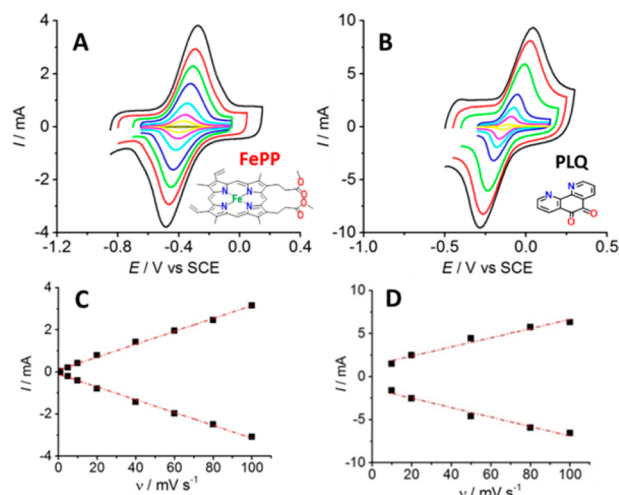 A
4
2
0
-2
-4
I / mA
FePP
N
N
N
N
Fe
O
O
O
O
-1.2 -0.8 -0.4 0.0 0.4
E / V vs SCE
B
10
5
0
-5
-10
I / mA
PLQ
N
N
O
O
-0.5 0.0 0.5
E / V vs SCE
C
4
2
0
-2
-4
I / mA
0 20 40 60 80 100
ν / mV s⁻¹
D
10
5
0
-5
-10
I / mA
0 20 40 60 80 100
ν / mV s⁻¹